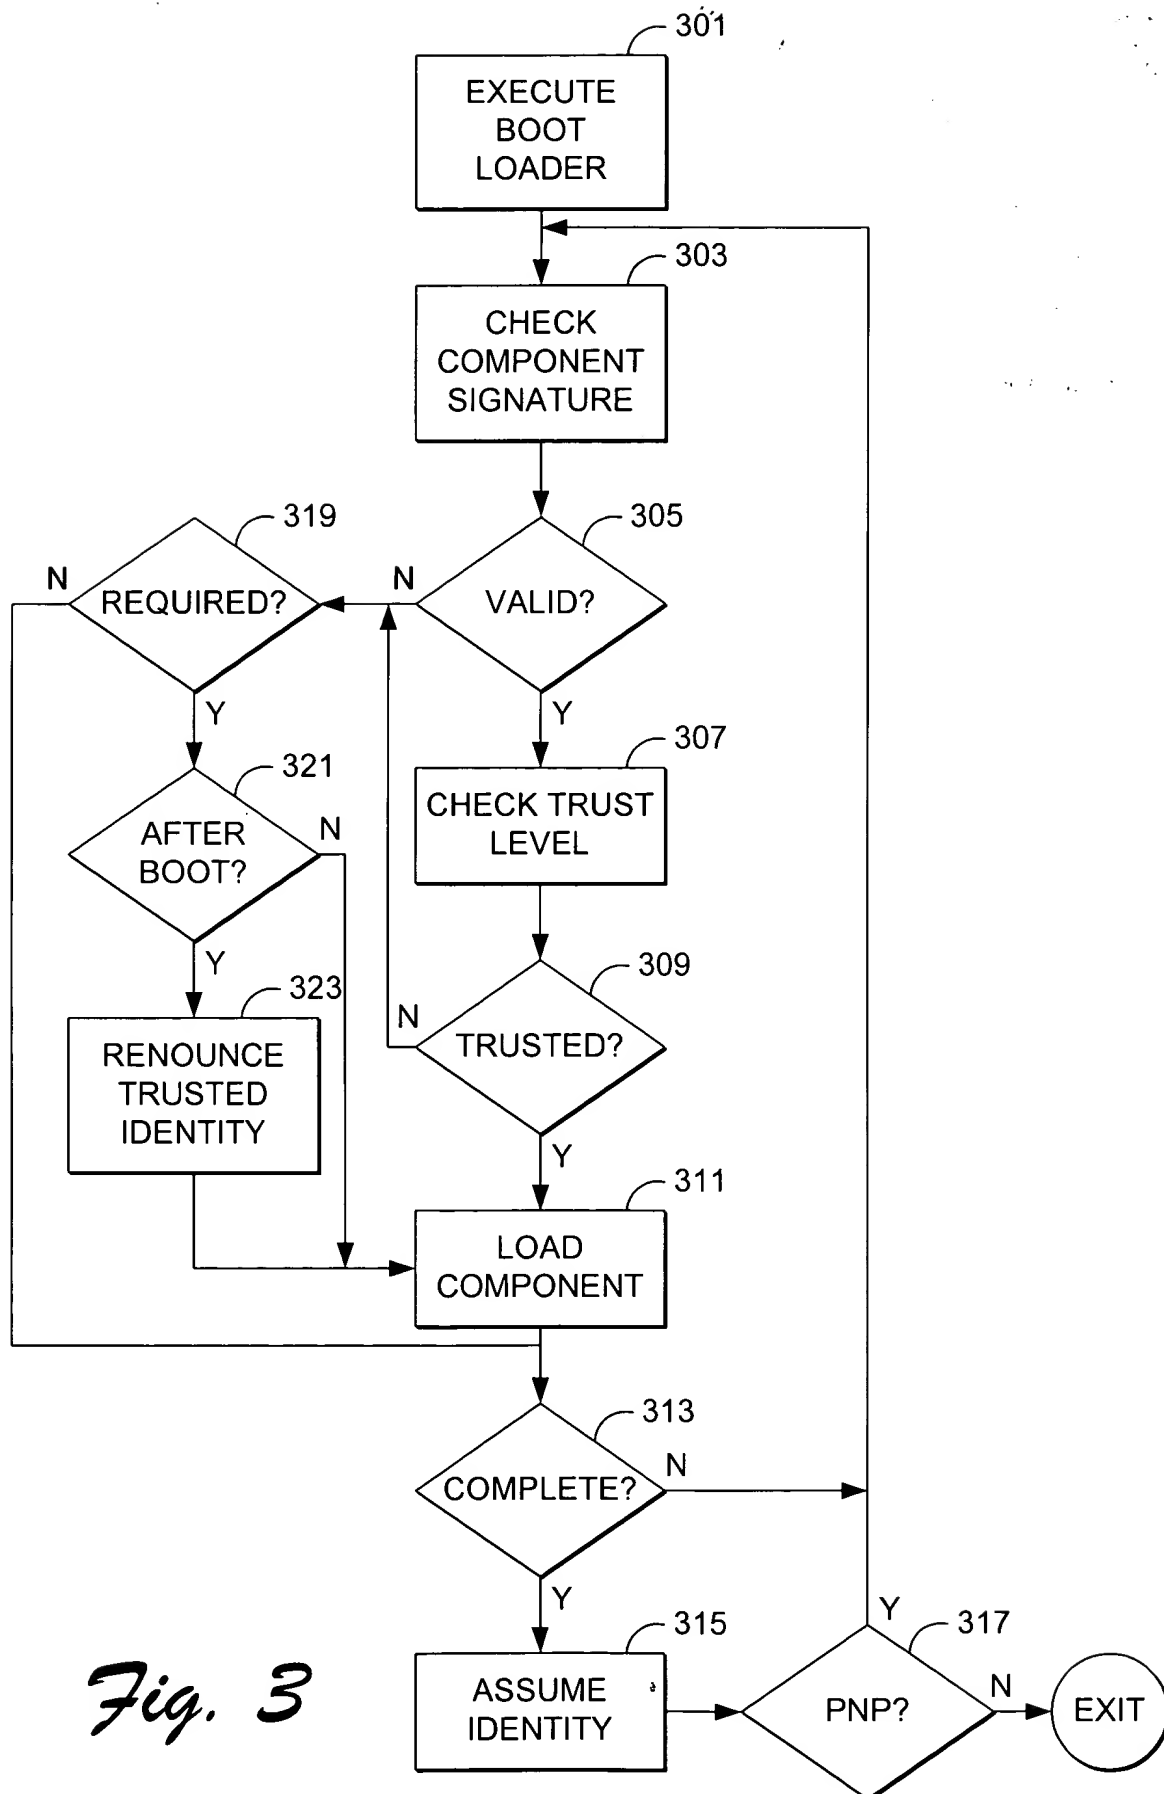 301
EXECUTE
BOOT
LOADER
303
CHECK
COMPONENT
SIGNATURE
319
305
N
REQUIRED?
N
VALID?
Y
Y
307
321
CHECK TRUST
LEVEL
AFTER
BOOT?
N
Y
309
323
N
TRUSTED?
RENOUNCE
TRUSTED
IDENTITY
Y
311
LOAD
COMPONENT
313
COMPLETE?
N
Y
Y
315
317
ASSUME
IDENTITY
PNP?
N
EXIT
Fig. 3